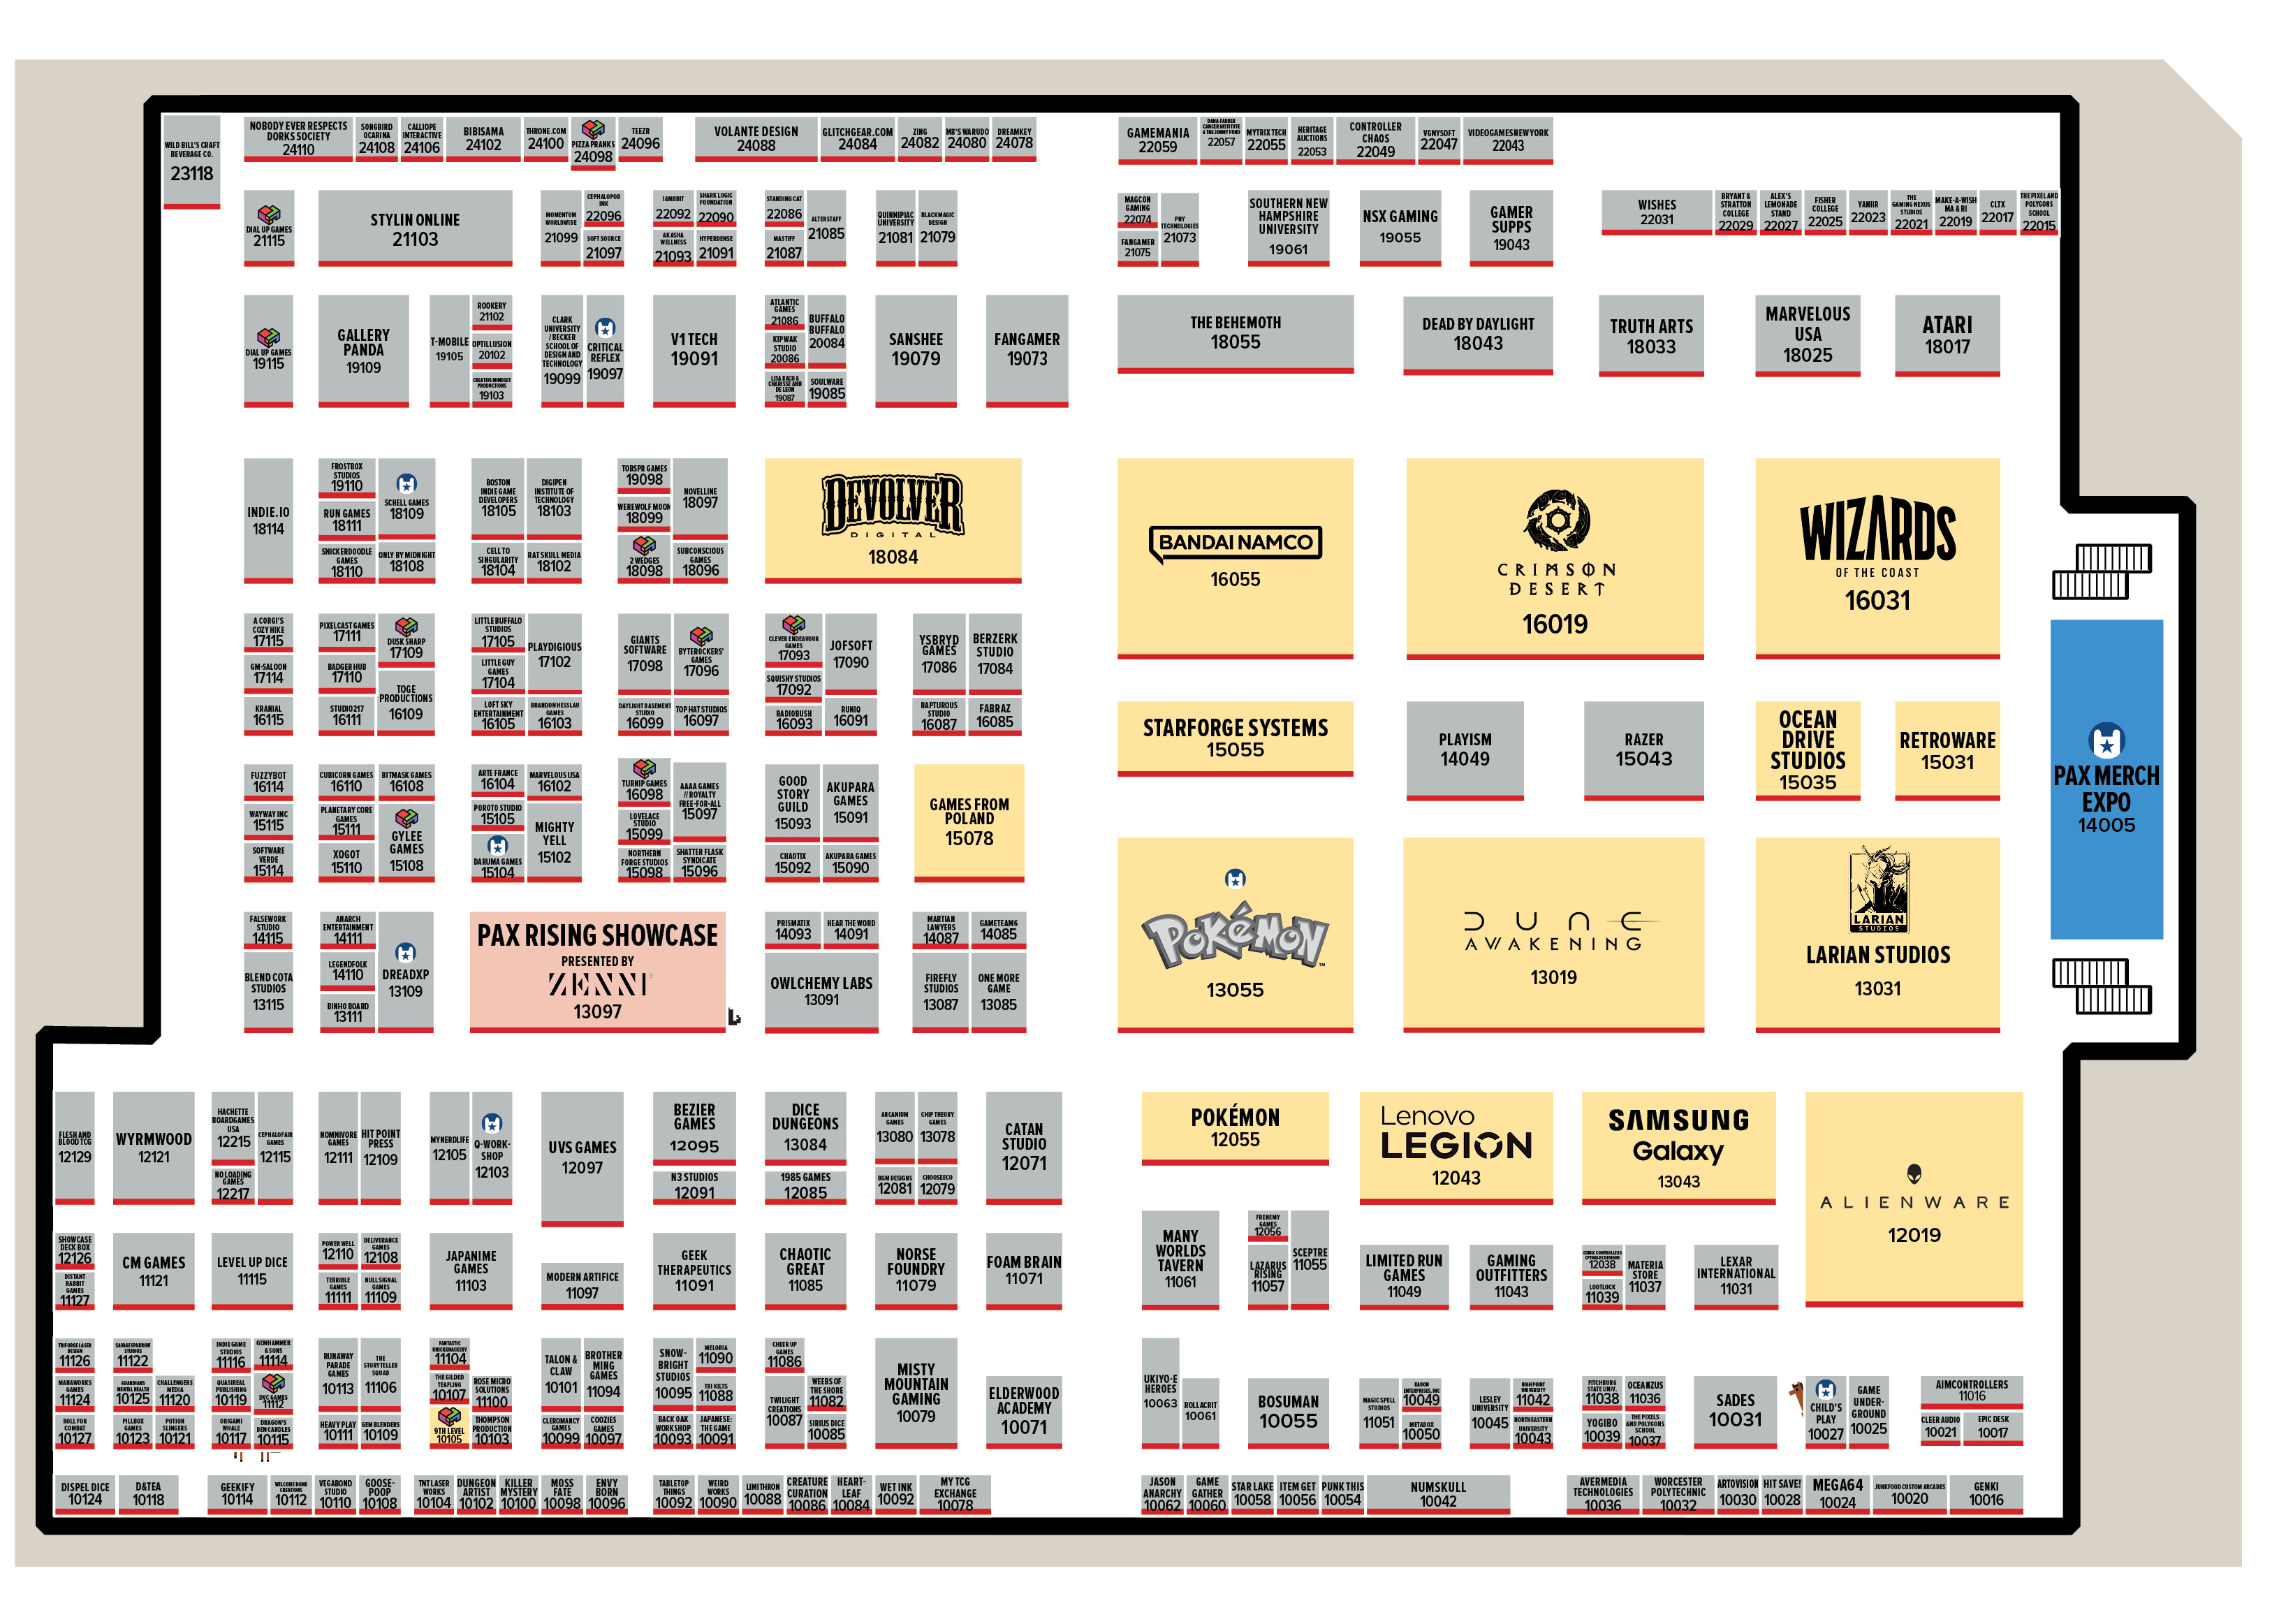 WILD BILL'S CRAFT
BEVERAGE CO.
23118
NOBODY EVER RESPECTS
DORKS SOCIETY
24110
SONGBIRD
OCARINA
24108
CALLIOPE
INTERACTIVE
24106
BIBISAMA
24102
THRONE.COM
24100
PIZZA PRANKS
24098
TEEZR
24096
VOLANTE DESIGN
24088
GLITCHGEAR.COM
24084
ZING
24082
M8'S WARUDO
24080
DREAMKEY
24078
GAMEMANIA
22059
DANA-FARBER
CANCER INSTITUTE
& THE JIMMY FUND
22057
MYTRIX TECH
22055
HERITAGE
AUCTIONS
22053
CONTROLLER
CHAOS
22049
VGNYSOFT
22047
VIDEOGAMESNEWYORK
22043
DIAL UP GAMES
21115
STYLIN ONLINE
21103
MOMENTUM
WORLDWIDE
21099
CEPHALOPOD
INK
22096
SOFT SOURCE
21097
IAM8BIT
22092
SHARK LOGIC
FOUNDATION
22090
AKASHA
WELLNESS
21093
HYPERDENSE
21091
STANDING CAT
22086
MASTIFF
21087
ALTERSTAFF
21085
QUINNIPIAC
UNIVERSITY
21081
BLACKMAGIC
DESIGN
21079
MAGCON
GAMING
22074
FANGAMER
21075
PNY
TECHNOLOGIES
21073
SOUTHERN NEW
HAMPSHIRE
UNIVERSITY
19061
NSX GAMING
19055
GAMER
SUPPS
19043
WISHES
22031
BRYANT &
STRATTON
COLLEGE
22029
ALEX'S
LEMONADE
STAND
22027
FISHER
COLLEGE
22025
YANIIR
22023
THE
GAMING NEXUS
STUDIOS
22021
MAKE-A-WISH
MA & RI
22019
CLTX
22017
THE PIXEL AND
POLYGONS
SCHOOL
22015
DIAL UP GAMES
19115
GALLERY
PANDA
19109
T-MOBILE
19105
ROOKERY
21102
OPTILLUSION
20102
CREATIVE MINDSET
PRODUCTIONS
19103
CLARK
UNIVERSITY
/ BECKER
SCHOOL OF
DESIGN AND
TECHNOLOGY
19099
CRITICAL
REFLEX
19097
V1 TECH
19091
ATLANTIC
GAMES
21086
KIPWAK
STUDIO
20086
LISA BACH &
CHARISSE ANN
DE LEON
19087
BUFFALO
BUFFALO
20084
SOULWARE
19085
SANSHEE
19079
FANGAMER
19073
THE BEHEMOTH
18055
DEAD BY DAYLIGHT
18043
TRUTH ARTS
18033
MARVELOUS
USA
18025
ATARI
18017
INDIE.IO
18114
FROSTBOX
STUDIOS
19110
RUN GAMES
18111
SNICKERDOODLE
GAMES
18110
SCHELL GAMES
18109
ONLY BY MIDNIGHT
18108
BOSTON
INDIE GAME
DEVELOPERS
18105
DIGIPEN
INSTITUTE OF
TECHNOLOGY
18103
CELL TO
SINGULARITY
18104
RAT SKULL MEDIA
18102
TOBSPR GAMES
19098
WEREWOLF MOON
18099
2 WEDGES
18098
NOVELLINE
18097
SUBCONSCIOUS
GAMES
18096
DEVOLVER
DIGITAL
18084
BANDAI NAMCO
16055
CRIMSON
DESERT
16019
WIZARDS
OF THE COAST
16031
A CORGI'S
COZY HIKE
17115
GM-SALOON
17114
KRANIAL
16115
PIXELCAST GAMES
17111
BADGER HUB
17110
STUDIO217
16111
DUSK SHARP
17109
TOGE
PRODUCTIONS
16109
LITTLE BUFFALO
STUDIOS
17105
LITTLE GUY
GAMES
17104
LOFT SKY
ENTERTAINMENT
16105
PLAYDIGIOUS
17102
BRANDON HESSLAU
GAMES
16103
GIANTS
SOFTWARE
17098
BYTEROCKERS'
GAMES
17096
DAYLIGHT BASEMENT
STUDIO
16099
TOP HAT STUDIOS
16097
CLEVER ENDEAVOUR
GAMES
17093
SQUISHY STUDIOS
17092
RADIOBUSH
16093
JOFSOFT
17090
RUNIQ
16091
YSBRYD
GAMES
17086
BERZERK
STUDIO
17084
RAPTUROUS
STUDIO
16087
FABRAZ
16085
STARFORGE SYSTEMS
15055
PLAYISM
14049
RAZER
15043
OCEAN
DRIVE
STUDIOS
15035
RETROWARE
15031
PAX MERCH
EXPO
14005
FUZZYBOT
16114
WAYWAY INC
15115
SOFTWARE
VERDE
15114
CUBICORN GAMES
16110
PLANETARY CORE
GAMES
15111
XOGOT
15110
BITMASK GAMES
16108
GYLEE
GAMES
15108
ARTE FRANCE
16104
POROTO STUDIO
15105
DARUMA GAMES
15104
MARVELOUS USA
16102
MIGHTY
YELL
15102
TURNIP GAMES
16098
LOVELACE
STUDIO
15099
NORTHERN
FORGE STUDIOS
15098
AAAA GAMES
// ROYALTY
FREE-FOR-ALL
15097
SHATTER FLASK
SYNDICATE
15096
GOOD
STORY
GUILD
15093
AKUPARA
GAMES
15091
CHAOTIX
15092
AKUPARA GAMES
15090
GAMES FROM
POLAND
15078
POKÉMON
13055
DUNE
AWAKENING
13019
LARIAN
STUDIOS
LARIAN STUDIOS
13031
FALSEWORK
STUDIO
14115
BLEND COTA
STUDIOS
13115
ANARCH
ENTERTAINMENT
14111
LEGENDFOLK
14110
BINHO BOARD
13111
DREADXP
13109
PAX RISING SHOWCASE
PRESENTED BY
ZENNI
13097
PRISMATIX
14093
HEAR THE WORD
14091
OWLCHEMY LABS
13091
MARTIAN
LAWYERS
14087
GAMETEAM6
14085
FIREFLY
STUDIOS
13087
ONE MORE
GAME
13085
FLESH AND
BLOOD TCG
12129
WYRMWOOD
12121
HACHETTE
BOARDGAMES
USA
12215
NO LOADING
GAMES
12217
CEPHALOFAIR
GAMES
12115
NOMNIVORE
GAMES
12111
HIT POINT
PRESS
12109
MYNERDLIFE
12105
Q-WORK-
SHOP
12103
UVS GAMES
12097
BEZIER
GAMES
12095
N3 STUDIOS
12091
DICE
DUNGEONS
13084
1985 GAMES
12085
ARCANIUM
GAMES
13080
CHIP THEORY
GAMES
13078
BGM DESIGNS
12081
CHOOSECO
12079
CATAN
STUDIO
12071
POKÉMON
12055
Lenovo
LEGION
12043
SAMSUNG
Galaxy
13043
ALIENWARE
12019
SHOWCASE
DECK BOX
12126
DISTANT
RABBIT
GAMES
11127
CM GAMES
11121
LEVEL UP DICE
11115
POWER WELL
12110
DELIVERANCE
GAMES
12108
TERRIBLE
GAMES
11111
NULL SIGNAL
GAMES
11109
JAPANIME
GAMES
11103
MODERN ARTIFICE
11097
GEEK
THERAPEUTICS
11091
CHAOTIC
GREAT
11085
NORSE
FOUNDRY
11079
FOAM BRAIN
11071
MANY
WORLDS
TAVERN
11061
FRENEMY
GAMES
12056
LAZARUS
RISING
11057
SCEPTRE
11055
LIMITED RUN
GAMES
11049
GAMING
OUTFITTERS
11043
12038
LOOTLOCK
11039
MATERIA
STORE
11037
LEXAR
INTERNATIONAL
11031
TRIFORGE LASER
DESIGN
11126
MANAWORKS
GAMES
11124
ROLL FOR
COMBAT
10127
SAVAGE SPARROW
STUDIOS
11122
GUARDIANS
MENTAL HEALTH
10125
CHALLENGERS
MEDIA
11120
PILLBOX
GAMES
10123
POTION
SLINGERS
10121
INDIE GAME
STUDIOS
11116
GEMHAMMER
& SONS
11114
QUASIREAL
PUBLISHING
10119
DVC GAMES
11112
ORIGAMI
WHALE
10117
DRAGON'S
DEN CANDLES
10115
RUNAWAY
PARADE
GAMES
10113
THE
STORYTELLER
SQUAD
11106
HEAVY PLAY
10111
GEM BLENDERS
10109
FANTASTIC
KNICKKNACKERY
11104
THE GILDED
TEAFLING
10107
ROSE MICRO
SOLUTIONS
11100
9TH LEVEL
10105
THOMPSON
PRODUCTION
10103
TALON &
CLAW
10101
BROTHER
MING
GAMES
11094
CLEROMANCY
GAMES
10099
COOZIES
GAMES
10097
SNOW-
BRIGHT
STUDIOS
10095
MELORIA
11090
TRI KILTS
11088
BACK OAK
WORKSHOP
10093
JAPANESE:
THE GAME
10091
CHEER UP
GAMES
11086
TWILIGHT
CREATIONS
10087
WEEBS OF
THE SHORE
11082
SIRIUS DICE
10085
MISTY
MOUNTAIN
GAMING
10079
ELDERWOOD
ACADEMY
10071
UKIYO-E
HEROES
10063
ROLLACRIT
10061
BOSUMAN
10055
MAGIC SPELL
STUDIOS
11051
KADON
ENTERPRISES, INC
10049
METADOX
10050
LESLEY
UNIVERSITY
10045
HIGH POINT
UNIVERSITY
11042
NORTHEASTERN
UNIVERSITY
10043
FITCHBURG
STATE UNIV.
11038
OCEANZUS
11036
YOGIBO
10039
THE PIXELS
AND POLYGONS
SCHOOL
10037
SADES
10031
CHILD'S
PLAY
10027
GAME
UNDER-
GROUND
10025
AIMCONTROLLERS
11016
CLEER AUDIO
10021
EPIC DESK
10017
DISPEL DICE
10124
D&TEA
10118
GEEKIFY
10114
WELCOME HOME
CREATIONS
10112
VEGABOND
STUDIO
10110
GOOSE-
POOP
10108
TNT LASER
WORKS
10104
DUNGEON
ARTIST
10102
KILLER
MYSTERY
10100
MOSS
FATE
10098
ENVY
BORN
10096
TABLETOP
THINGS
10092
WEIRD
WORKS
10090
LIMITHRON
10088
CREATURE
CURATION
10086
HEART-
LEAF
10084
WET INK
10092
MY TCG
EXCHANGE
10078
JASON
ANARCHY
10062
GAME
GATHER
10060
STAR LAKE
10058
ITEM GET
10056
PUNK THIS
10054
NUMSKULL
10042
AVERMEDIA
TECHNOLOGIES
10036
WORCESTER
POLYTECHNIC
10032
ARTOVISION
10030
HIT SAVE!
10028
MEGA64
10024
JUNKFOOD CUSTOM ARCADES
10020
GENKI
10016